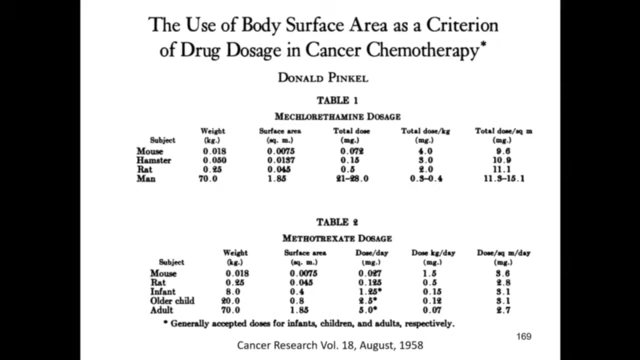 The Use of Body Surface Area as a Criterion
of Drug Dosage in Cancer Chemotherapy*
DONALD PINKEL
TABLE 1
MECHLORETHAMINE DOSAGE
Subject Weight (kg.) Surface area (sq. m.) Total dose (mg.) Total dose/kg (mg.) Total dose/sq m (mg.)
Mouse 0.018 0.0075 0.072 4.0 9.6
Hamster 0.050 0.0137 0.15 3.0 10.9
Rat 0.25 0.045 0.5 2.0 11.1
Man 70.0 1.85 21–28.0 0.3–0.4 11.3–15.1
TABLE 2
METHOTREXATE DOSAGE
Subject Weight (kg.) Surface area (sq. m.) Dose/day (mg.) Dose kg/day (mg.) Dose/sq m/day (mg.)
Mouse 0.018 0.0075 0.027 1.5 3.6
Rat 0.25 0.045 0.125 0.5 2.8
Infant 8.0 0.4 1.25* 0.15 3.1
Older child 20.0 0.8 2.5* 0.12 3.1
Adult 70.0 1.85 5.0* 0.07 2.7
* Generally accepted doses for infants, children, and adults, respectively.
169
Cancer Research Vol. 18, August, 1958